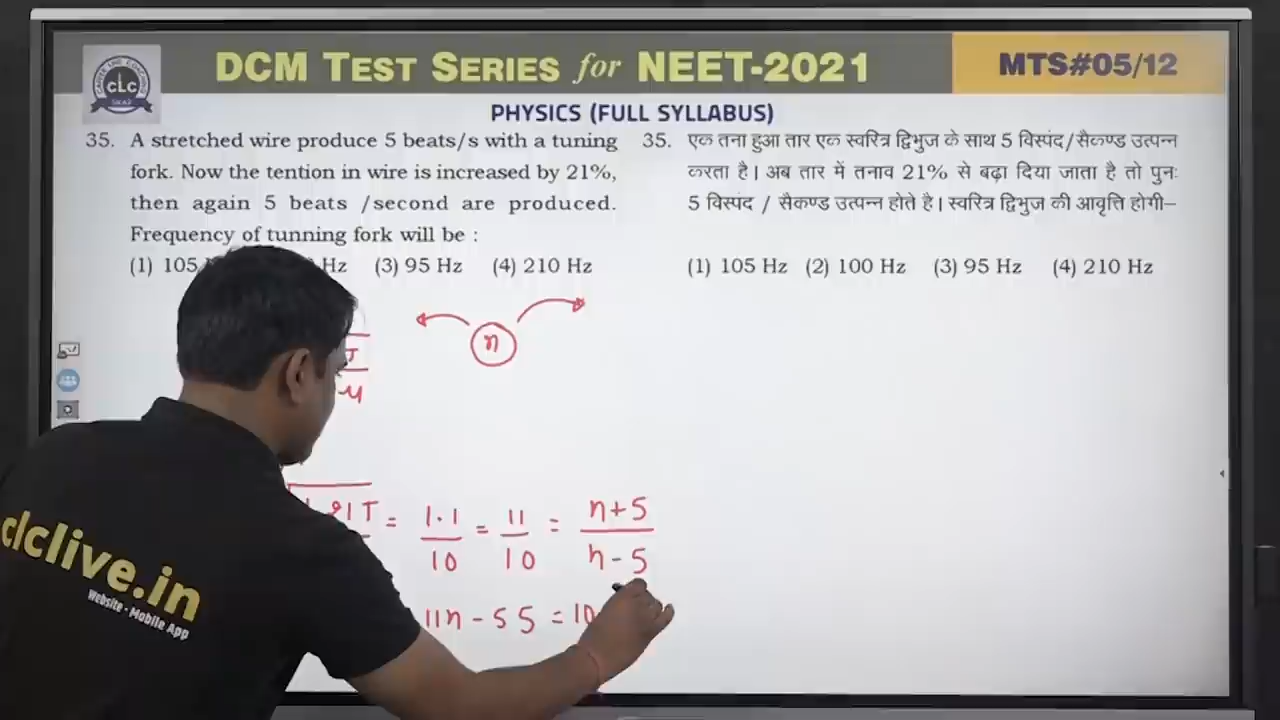 DCM TEST SERIES for NEET-2021
MTS#05/12
CLC
PHYSICS (FULL SYLLABUS)
35. A stretched wire produce 5 beats/s with a tuning
fork. Now the tention in wire is increased by 21%,
then again 5 beats /second are produced.
Frequency of tunning fork will be :
(1) 105 Hz (3) 95 Hz (4) 210 Hz
35. एक तना हुआ तार एक स्वरित्र द्विभुज के साथ 5 विस्पंद/सैकण्ड उत्पन्न
करता है। अब तार में तनाव 21% से बढ़ा दिया जाता है तो पुनः
5 विस्पंद / सैकण्ड उत्पन्न होते है। स्वरित्र द्विभुज की आवृत्ति होगी–
(1) 105 Hz (2) 100 Hz (3) 95 Hz (4) 210 Hz
n
T
μ
21T = 1.1/10 = 11/10 = n+5/n-5
11n - 55 = 10
clclive.in
Website • Mobile App